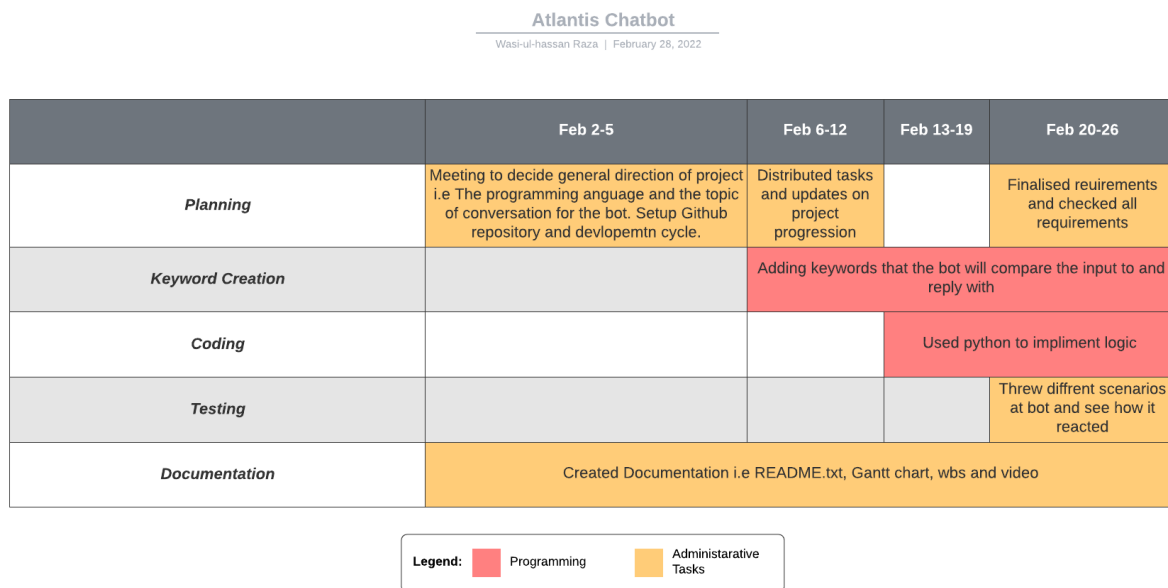 Atlantis Chatbot
Wasi-ul-hassan Raza | February 28, 2022
Feb 2-5
Feb 6-12
Feb 13-19
Feb 20-26
Planning
Meeting to decide general direction of project
i.e The programming anguage and the topic
of conversation for the bot. Setup Github
repository and devlopemtn cycle.
Distributed tasks
and updates on
project
progression
Finalised reuirements
and checked all
requirements
Keyword Creation
Adding keywords that the bot will compare the input to and
reply with
Coding
Used python to impliment logic
Testing
Threw diffrent scenarios
at bot and see how it
reacted
Documentation
Created Documentation i.e README.txt, Gantt chart, wbs and video
Legend:
Programming
Administarative
Tasks